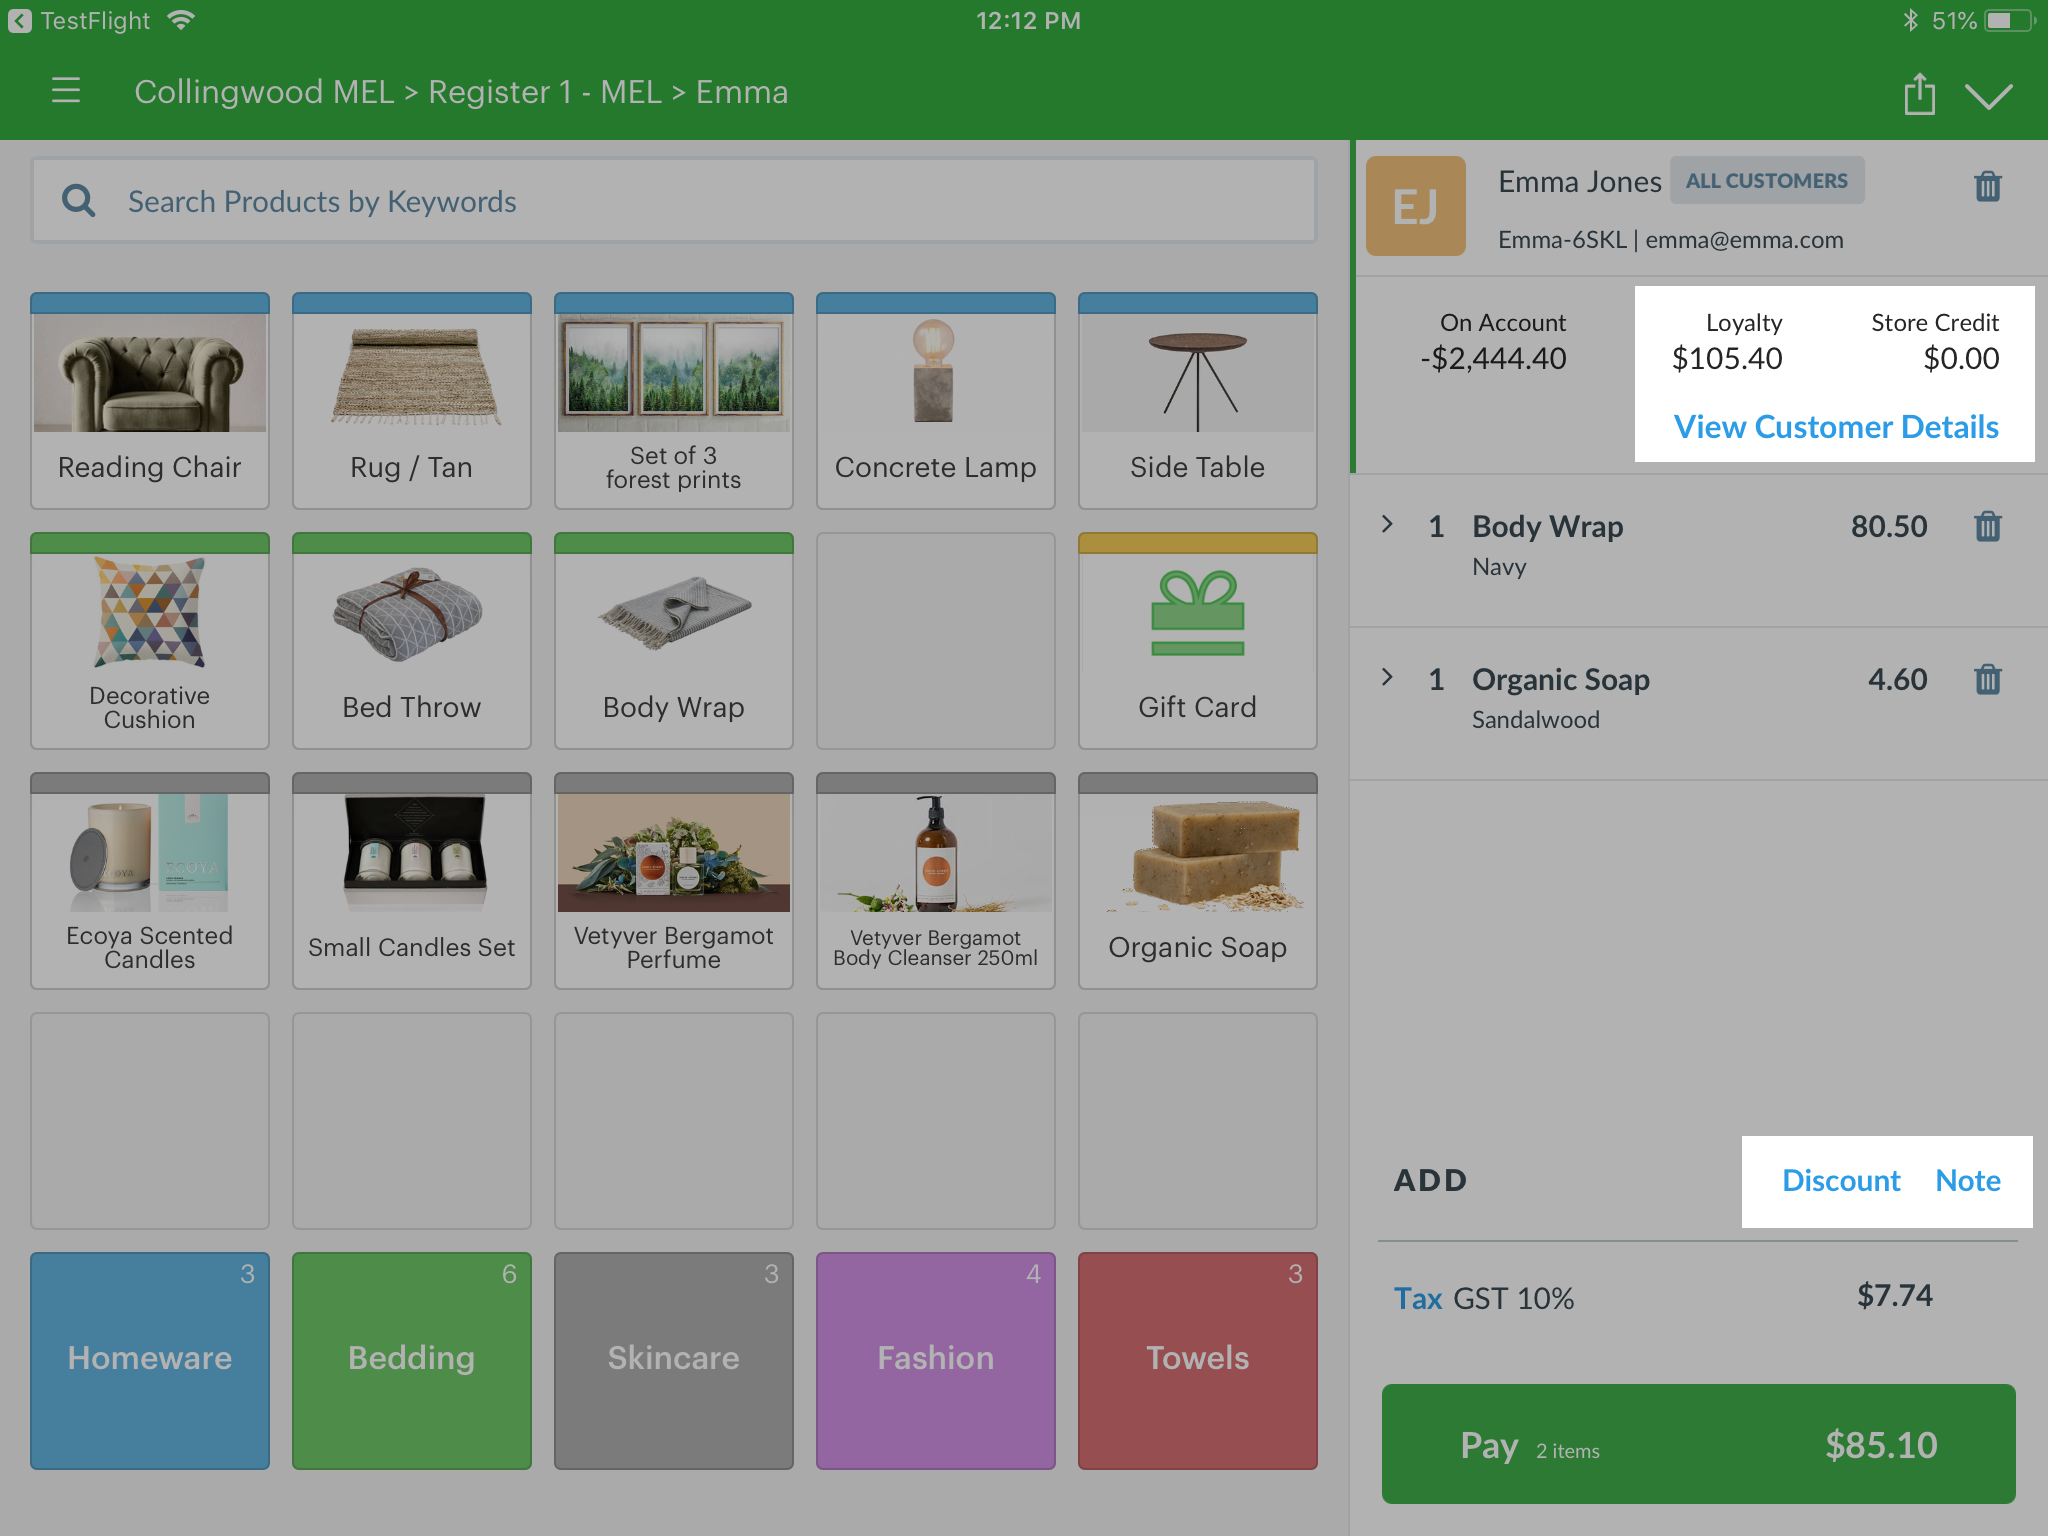 TestFlight
12:12 PM
51%
Collingwood MEL > Register 1 - MEL > Emma
Search Products by Keywords
Reading Chair
Rug / Tan
Set of 3
forest prints
Concrete Lamp
Side Table
Decorative
Cushion
Bed Throw
Body Wrap
Gift Card
ECOYA
ECOYA
Ecoya Scented
Candles
Small Candles Set
Vetyver Bergamot
Perfume
Vetyver Bergamot
Body Cleanser 250ml
Organic Soap
3
Homeware
6
Bedding
3
Skincare
4
Fashion
3
Towels
EJ
Emma Jones
ALL CUSTOMERS
Emma-6SKL | emma@emma.com
On Account
-$2,444.40
Loyalty
$105.40
Store Credit
$0.00
View Customer Details
1 Body Wrap 80.50
Navy
1 Organic Soap 4.60
Sandalwood
ADD Discount Note
Tax GST 10% $7.74
Pay 2 items $85.10